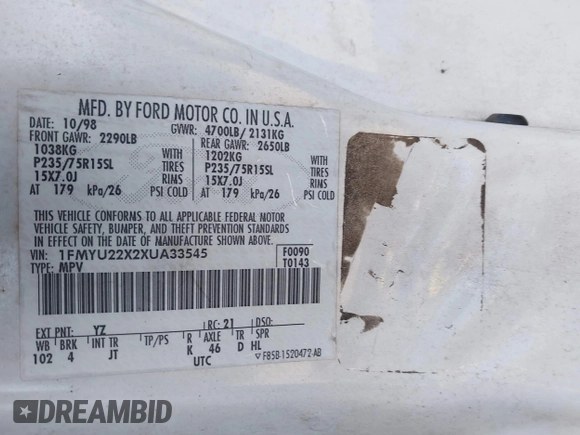 MFD. BY FORD MOTOR CO. IN U.S.A.
DATE: 10/98 GVWR: 4700LB / 2131KG
FRONT GAWR: 2290LB REAR GAWR: 2650LB
1038KG WITH 1202KG WITH
P235/75R15SL TIRES P235/75R15SL TIRES
15X7.0J RIMS 15X7.0J RIMS
AT 179 kPa/26 PSI COLD AT 179 kPa/26 PSI COLD
THIS VEHICLE CONFORMS TO ALL APPLICABLE FEDERAL MOTOR
VEHICLE SAFETY, BUMPER, AND THEFT PREVENTION STANDARDS
IN EFFECT ON THE DATE OF MANUFACTURE SHOWN ABOVE.
VIN: 1FMYU22X2XUA33545 F0090
TYPE: MPV T0143
EXT PNT: YZ RC: 21 DSO:
WB BRK INT TR TP/PS R AXLE TR SPR
102 4 JT K 46 D HL
UTC F85B-1520472-AB
DREAMBID